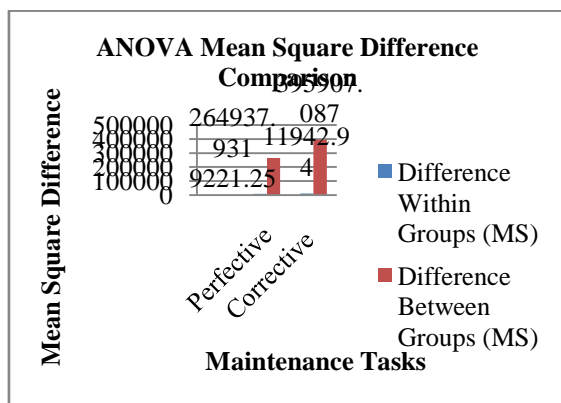 ANOVA Mean Square Difference
Comparison
395907.
087
264937.
931
11942.9
4
9221.25
500000
400000
300000
200000
100000
0
Mean Square Difference
Perfective
Corrective
Maintenance Tasks
Difference
Within
Groups (MS)
Difference
Between
Groups (MS)